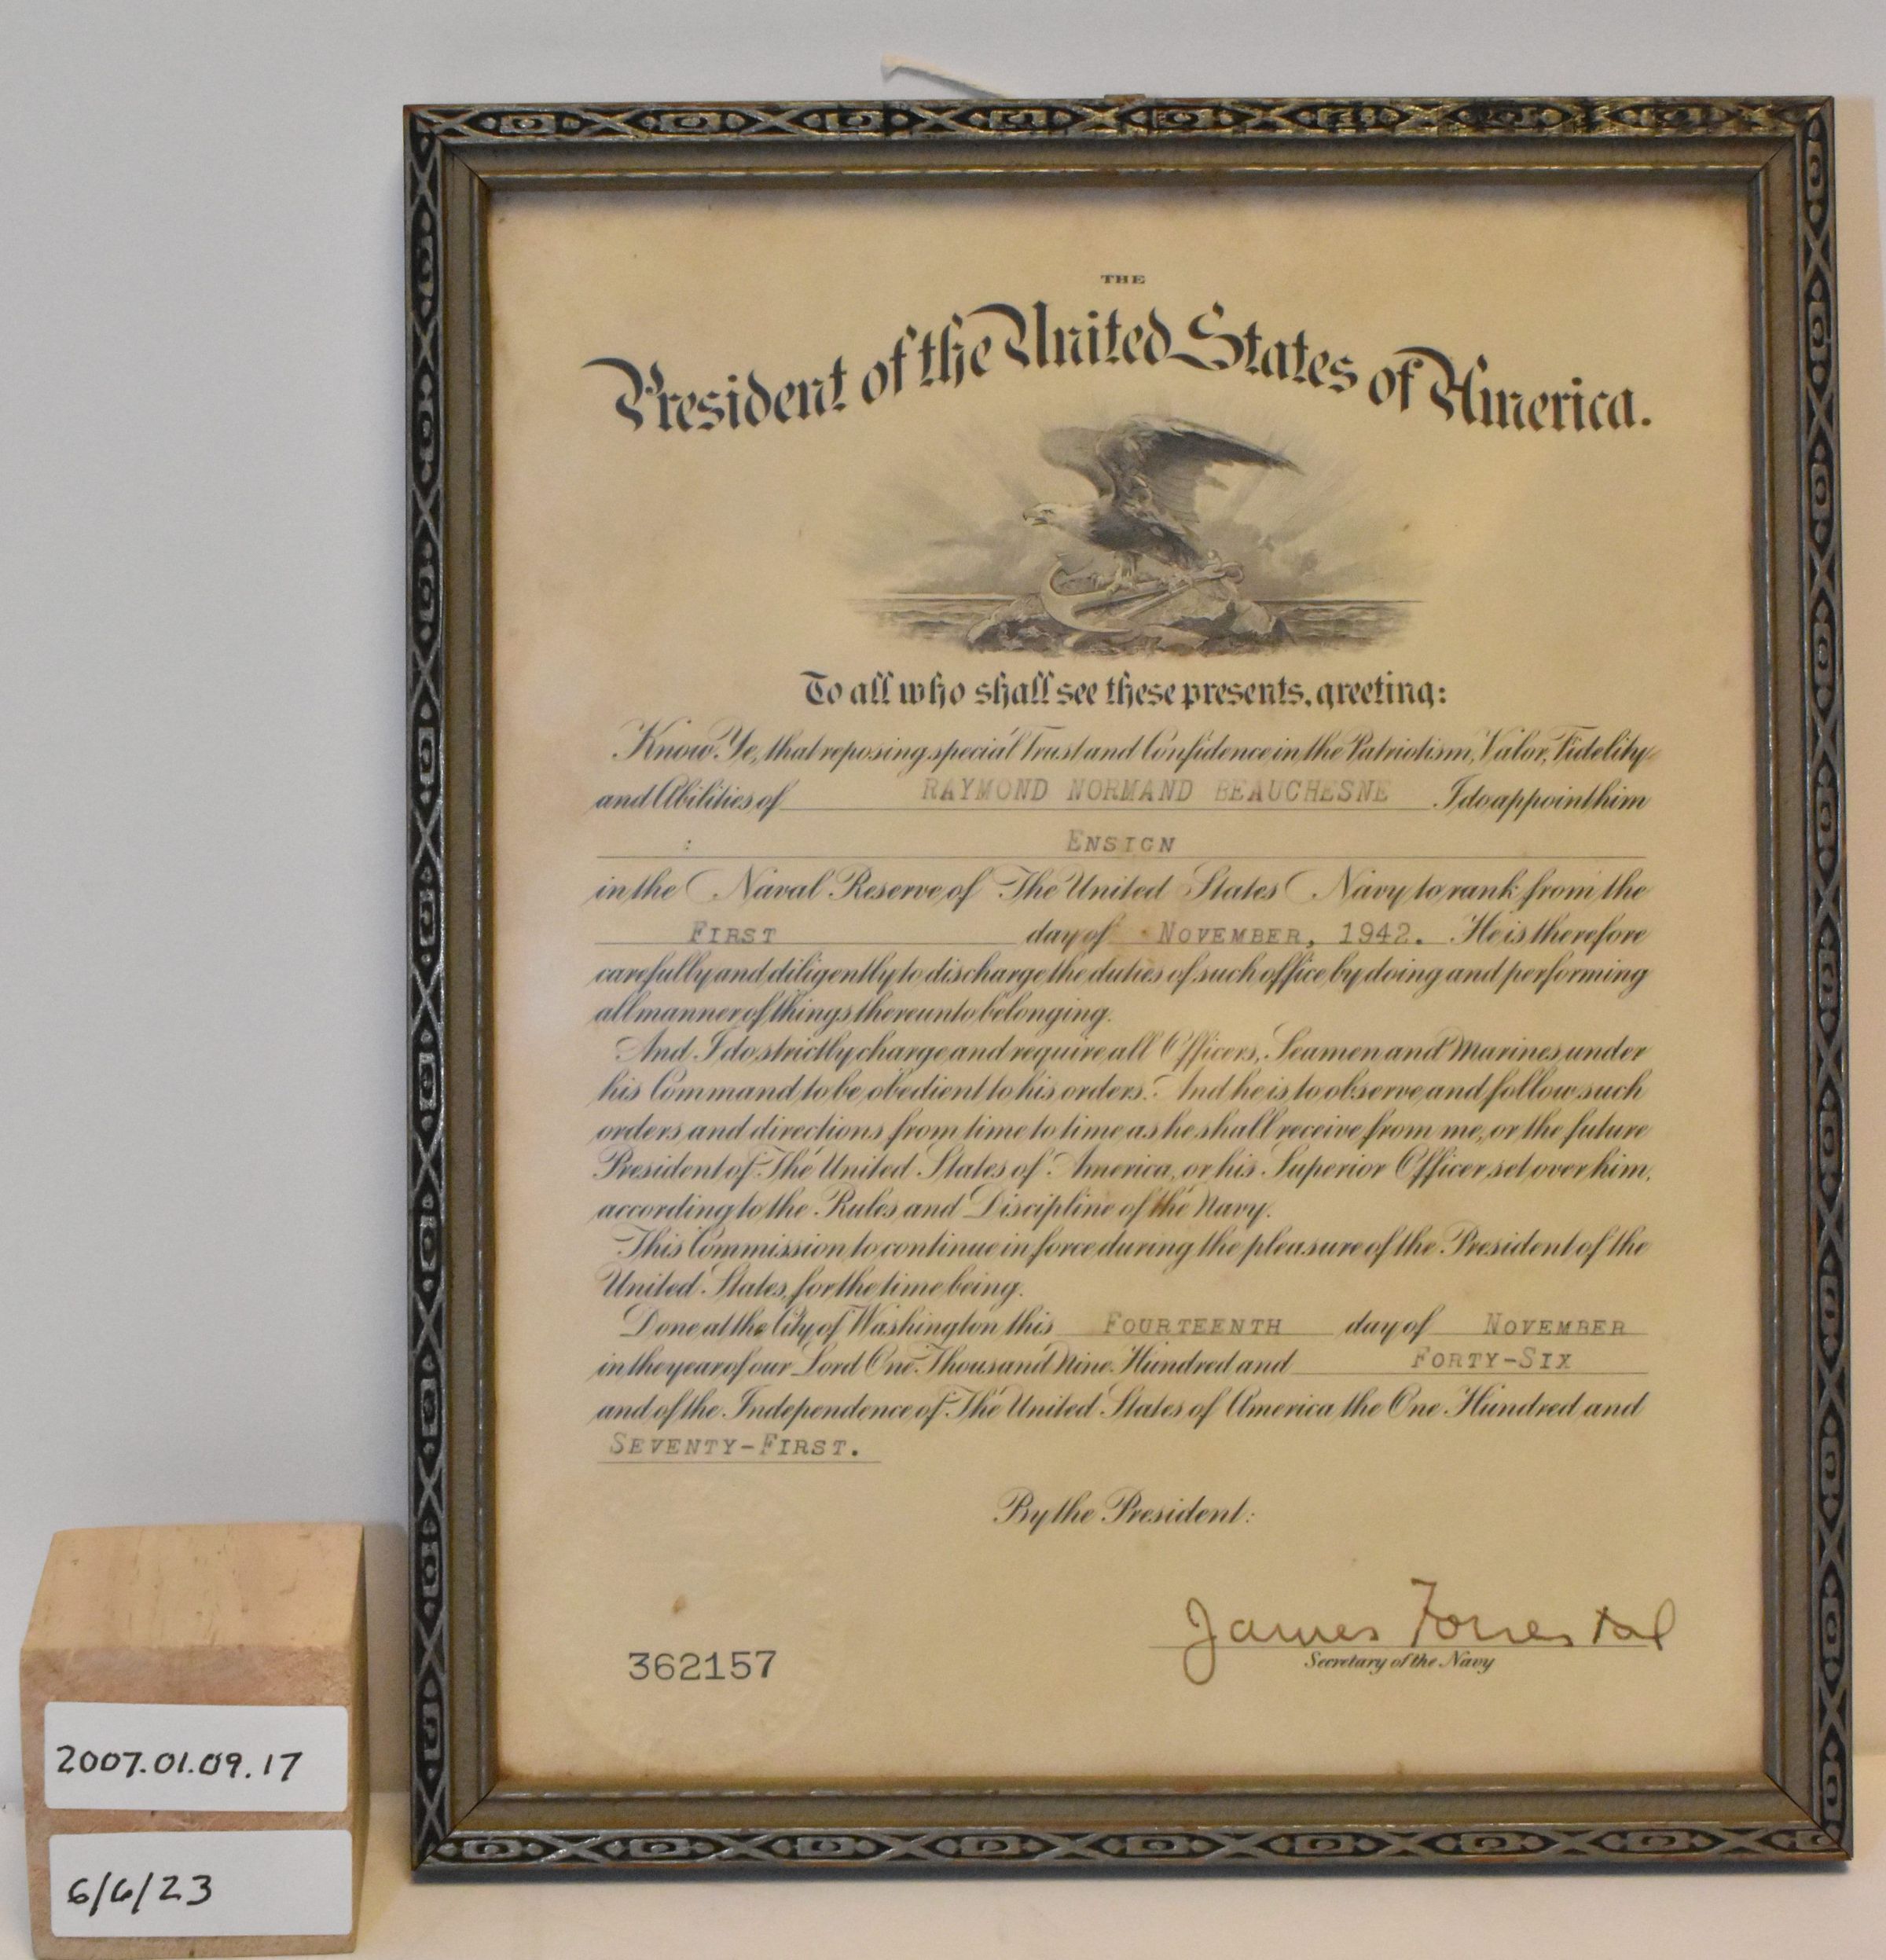 THE
President of the United States of America.
To all who shall see these presents, greeting:
Know Ye, that reposing special Trust and Confidence in the Patriotism, Valor, Fidelity
and Abilities of RAYMOND NORMAND BEAUCHESNE I do appoint him
: ENSIGN
in the Naval Reserve of The United States Navy to rank from the
FIRST day of NOVEMBER, 1942. He is therefore
carefully and diligently to discharge the duties of such office by doing and performing
all manner of things thereunto belonging.
And I do strictly charge and require all Officers, Seamen and Marines under
his Command to be obedient to his orders. And he is to observe and follow such
orders and directions from time to time as he shall receive from me, or the future
President of The United States of America, or his Superior Officer set over him,
according to the Rules and Discipline of the Navy.
This Commission to continue in force during the pleasure of the President of the
United States, for the time being.
Done at the City of Washington this FOURTEENTH day of NOVEMBER
in the year of our Lord One Thousand Nine Hundred and FORTY-SIX
and of the Independence of The United States of America the One Hundred and
SEVENTY-FIRST.
By the President:
James Forrestal
Secretary of the Navy
362157
2007.01.09.17
6/6/23